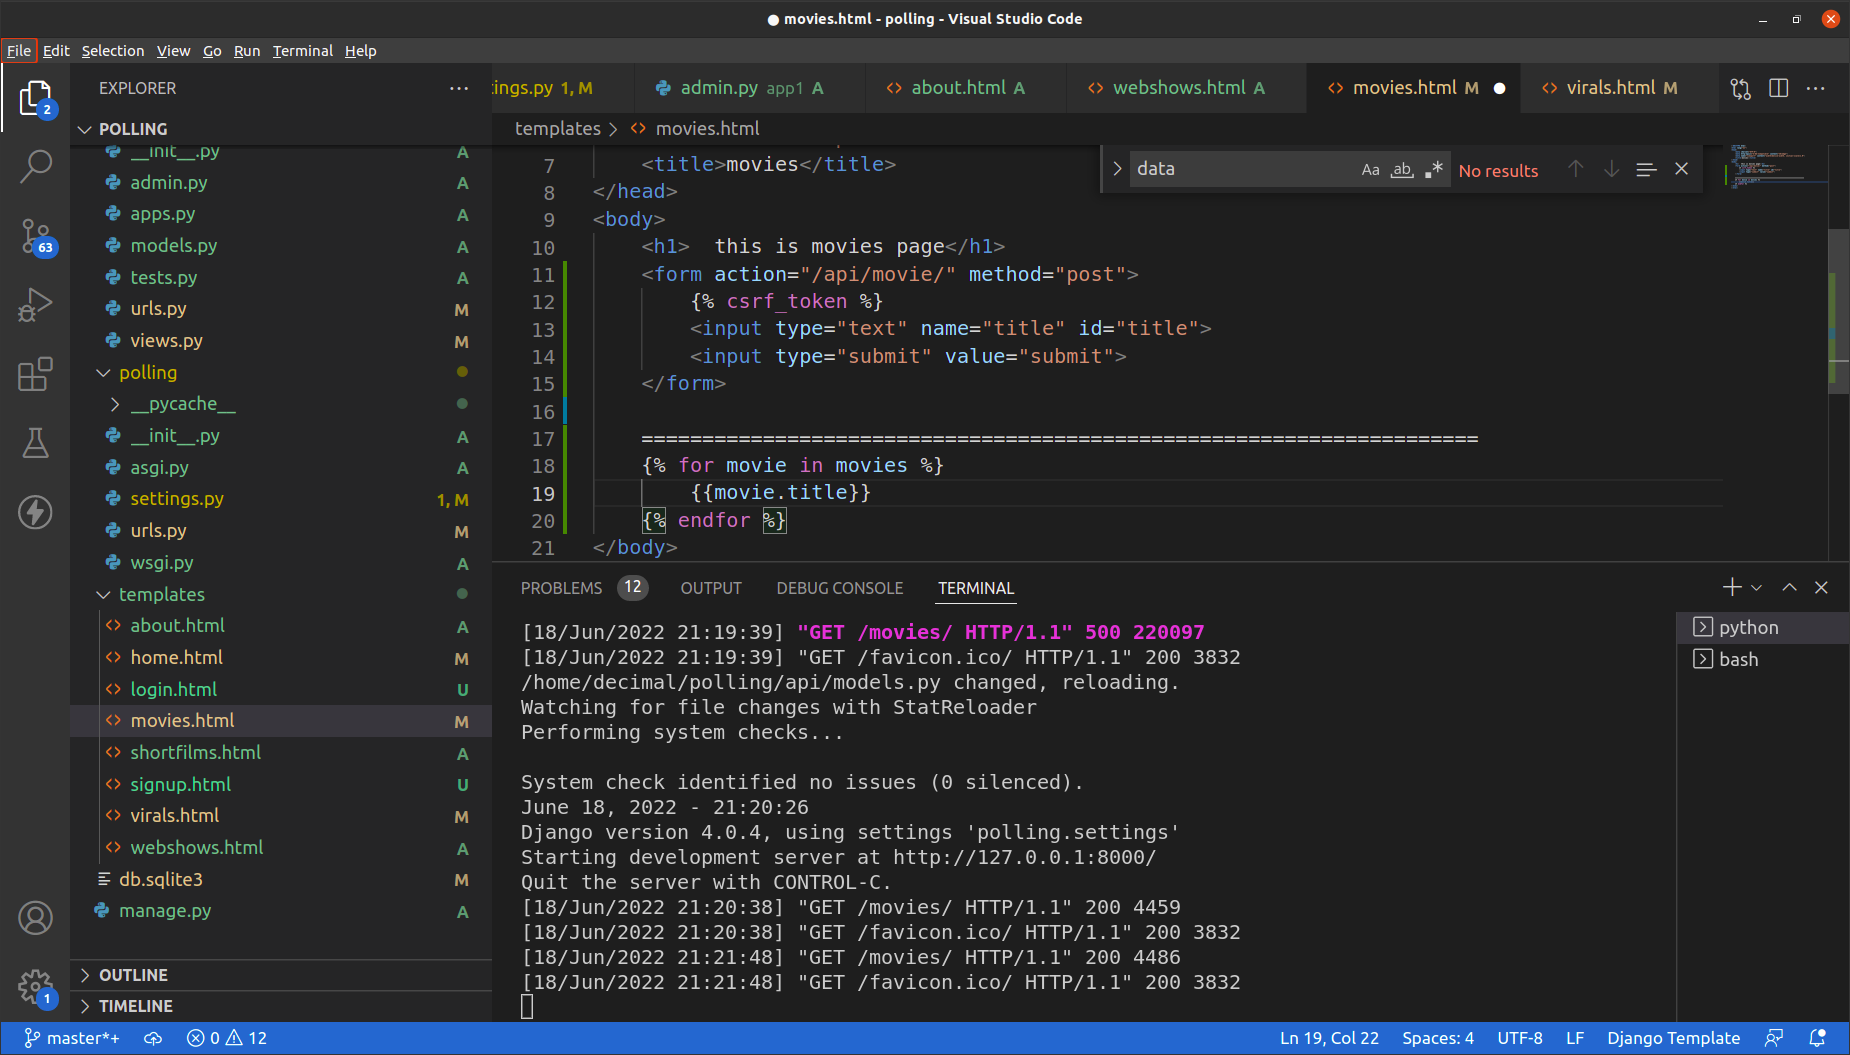 ● movies.html - polling - Visual Studio Code
File Edit Selection View Go Run Terminal Help
EXPLORER
2
63
1
POLLING
__init__.py A
admin.py A
apps.py A
models.py A
tests.py A
urls.py M
views.py M
polling
__pycache__
__init__.py A
asgi.py A
settings.py 1, M
urls.py M
wsgi.py A
templates
about.html A
home.html M
login.html U
movies.html M
shortfilms.html A
signup.html U
virals.html M
webshows.html A
db.sqlite3 M
manage.py A
OUTLINE
TIMELINE
ings.py 1, M admin.py app1 A about.html A webshows.html A movies.html M ● virals.html M
templates > movies.html
data Aa ab .* No results
7 <title>movies</title>
8 </head>
9 <body>
10 <h1>  this is movies page</h1>
11 <form action="/api/movie/" method="post">
12 {% csrf_token %}
13 <input type="text" name="title" id="title">
14 <input type="submit" value="submit">
15 </form>
16
17 =====================================================================
18 {% for movie in movies %}
19 {{movie.title}}
20 {% endfor %}
21 </body>
PROBLEMS 12 OUTPUT DEBUG CONSOLE TERMINAL
[18/Jun/2022 21:19:39] "GET /movies/ HTTP/1.1" 500 220097
[18/Jun/2022 21:19:39] "GET /favicon.ico/ HTTP/1.1" 200 3832
/home/decimal/polling/api/models.py changed, reloading.
Watching for file changes with StatReloader
Performing system checks...
System check identified no issues (0 silenced).
June 18, 2022 - 21:20:26
Django version 4.0.4, using settings 'polling.settings'
Starting development server at http://127.0.0.1:8000/
Quit the server with CONTROL-C.
[18/Jun/2022 21:20:38] "GET /movies/ HTTP/1.1" 200 4459
[18/Jun/2022 21:20:38] "GET /favicon.ico/ HTTP/1.1" 200 3832
[18/Jun/2022 21:21:48] "GET /movies/ HTTP/1.1" 200 4486
[18/Jun/2022 21:21:48] "GET /favicon.ico/ HTTP/1.1" 200 3832
python
bash
master*+ 0 12 Ln 19, Col 22 Spaces: 4 UTF-8 LF Django Template